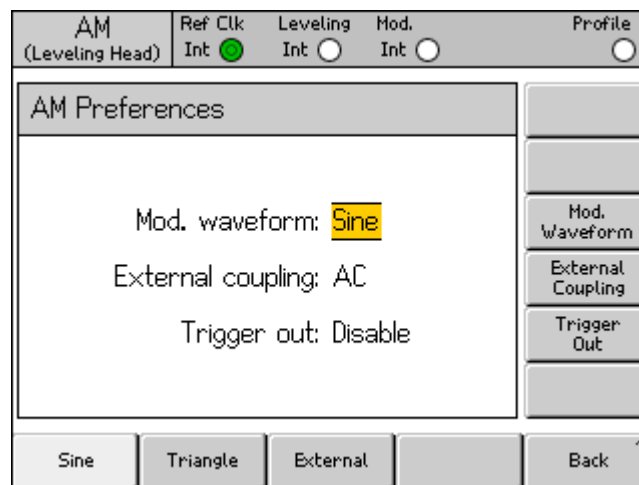 AM
(Leveling Head)
Ref Clk
Int
Leveling
Int
Mod.
Int
Profile
AM Preferences
Mod. waveform: Sine
External coupling: AC
Trigger out: Disable
Mod.
Waveform
External
Coupling
Trigger
Out
Sine
Triangle
External
Back